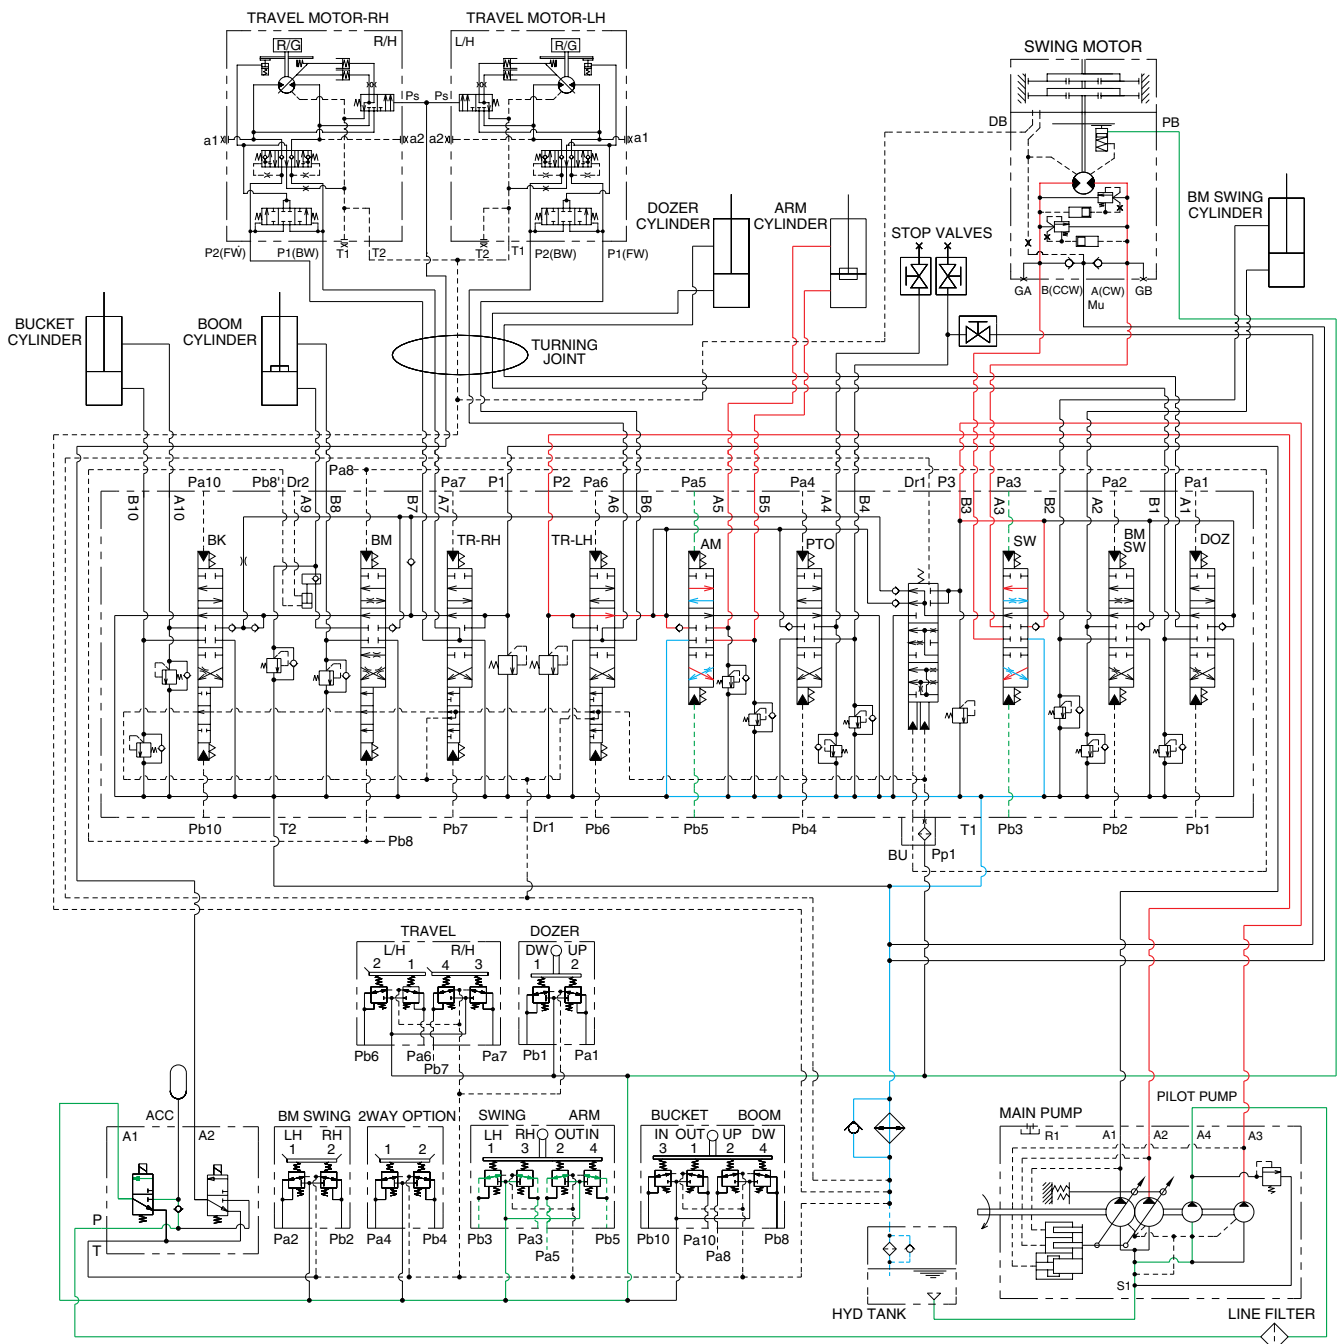 TRAVEL MOTOR-RH
TRAVEL MOTOR-LH
R/G
R/H
L/H
R/G
SWING MOTOR
Ps
Ps
DB
PB
a1
a2
a2
a1
P2(FW)
P1(BW)
T1
T2
T2
T1
P2(BW)
P1(FW)
DOZER
CYLINDER
ARM
CYLINDER
STOP VALVES
BM SWING
CYLINDER
GA
B(CCW)
A(CW)
GB
Mu
BUCKET
CYLINDER
BOOM
CYLINDER
TURNING
JOINT
Pa10
Pb8'
Dr2
Pa8
Pa7
P1
P2
Pa6
Pa5
Pa4
Dr1
P3
Pa3
Pa2
Pa1
B10
A10
A9
B8
B7
A7
A6
B6
A5
B5
A4
B4
B3
A3
B2
A2
B1
A1
BK
BM
TR-RH
TR-LH
AM
PTO
SW
BM
SW
DOZ
Pb10
T2
Pb8
Pb7
Dr1
Pb6
Pb5
Pb4
BU
Pp1
T1
Pb3
Pb2
Pb1
TRAVEL
L/H
R/H
2
1
4
3
Pb6
Pa6
Pb7
Pa7
DOZER
DW
UP
1
2
Pb1
Pa1
ACC
A1
A2
P
T
BM SWING
LH
RH
1
2
Pa2
Pb2
2WAY OPTION
1
2
Pa4
Pb4
SWING
ARM
LH
RH
OUT
IN
1
3
2
4
Pb3
Pa3
Pa5
Pb5
BUCKET
BOOM
IN
OUT
UP
DW
3
1
2
4
Pb10
Pa10
Pa8
Pb8
HYD TANK
MAIN PUMP
PILOT PUMP
R1
A1
A2
A4
A3
S1
LINE FILTER